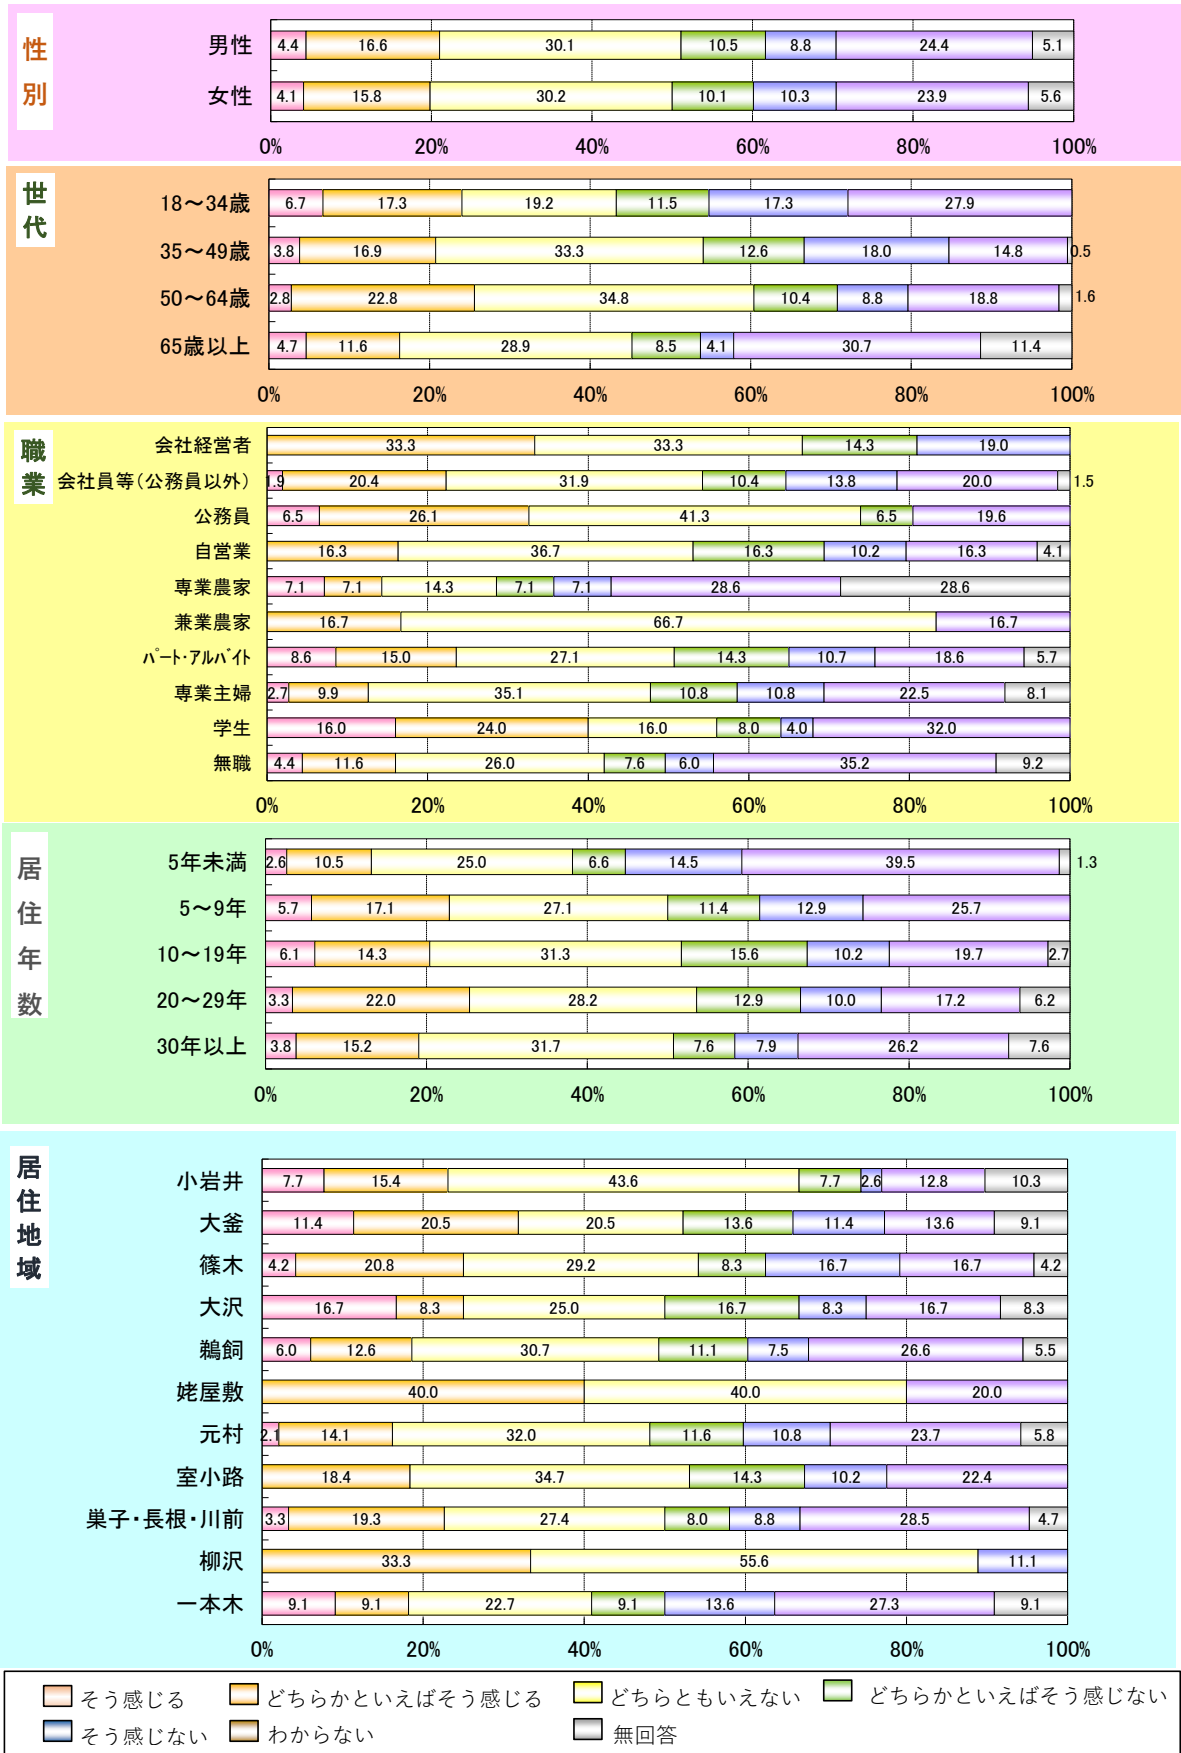 性別
男性 4.4 16.6 30.1 10.5 8.8 24.4 5.1
女性 4.1 15.8 30.2 10.1 10.3 23.9 5.6
0% 20% 40% 60% 80% 100%
世代
18～34歳 6.7 17.3 19.2 11.5 17.3 27.9
35～49歳 3.8 16.9 33.3 12.6 18.0 14.8 0.5
50～64歳 2.8 22.8 34.8 10.4 8.8 18.8 1.6
65歳以上 4.7 11.6 28.9 8.5 4.1 30.7 11.4
0% 20% 40% 60% 80% 100%
職業
会社経営者 33.3 33.3 14.3 19.0
会社員等(公務員以外) 1.9 20.4 31.9 10.4 13.8 20.0 1.5
公務員 6.5 26.1 41.3 6.5 19.6
自営業 16.3 36.7 16.3 10.2 16.3 4.1
専業農家 7.1 7.1 14.3 7.1 7.1 28.6 28.6
兼業農家 16.7 66.7 16.7
ﾊﾟｰﾄ・ｱﾙﾊﾞｲﾄ 8.6 15.0 27.1 14.3 10.7 18.6 5.7
専業主婦 2.7 9.9 35.1 10.8 10.8 22.5 8.1
学生 16.0 24.0 16.0 8.0 4.0 32.0
無職 4.4 11.6 26.0 7.6 6.0 35.2 9.2
0% 20% 40% 60% 80% 100%
居住年数
5年未満 2.6 10.5 25.0 6.6 14.5 39.5 1.3
5～9年 5.7 17.1 27.1 11.4 12.9 25.7
10～19年 6.1 14.3 31.3 15.6 10.2 19.7 2.7
20～29年 3.3 22.0 28.2 12.9 10.0 17.2 6.2
30年以上 3.8 15.2 31.7 7.6 7.9 26.2 7.6
0% 20% 40% 60% 80% 100%
居住地域
小岩井 7.7 15.4 43.6 7.7 2.6 12.8 10.3
大釜 11.4 20.5 20.5 13.6 11.4 13.6 9.1
篠木 4.2 20.8 29.2 8.3 16.7 16.7 4.2
大沢 16.7 8.3 25.0 16.7 8.3 16.7 8.3
鵜飼 6.0 12.6 30.7 11.1 7.5 26.6 5.5
姥屋敷 40.0 40.0 20.0
元村 2.1 14.1 32.0 11.6 10.8 23.7 5.8
室小路 18.4 34.7 14.3 10.2 22.4
巣子・長根・川前 3.3 19.3 27.4 8.0 8.8 28.5 4.7
柳沢 33.3 55.6 11.1
一本木 9.1 9.1 22.7 9.1 13.6 27.3 9.1
0% 20% 40% 60% 80% 100%
そう感じる どちらかといえばそう感じる どちらともいえない どちらかといえばそう感じない
そう感じない わからない 無回答